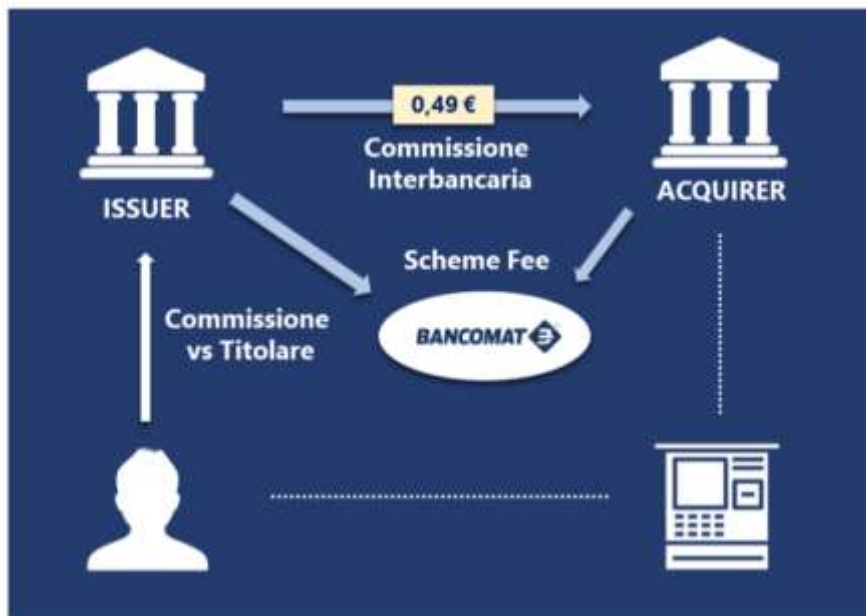 0,49 €
Commissione
Interbancaria
ISSUER
ACQUIRER
Scheme Fee
Commissione
vs Titolare
BANCOMAT